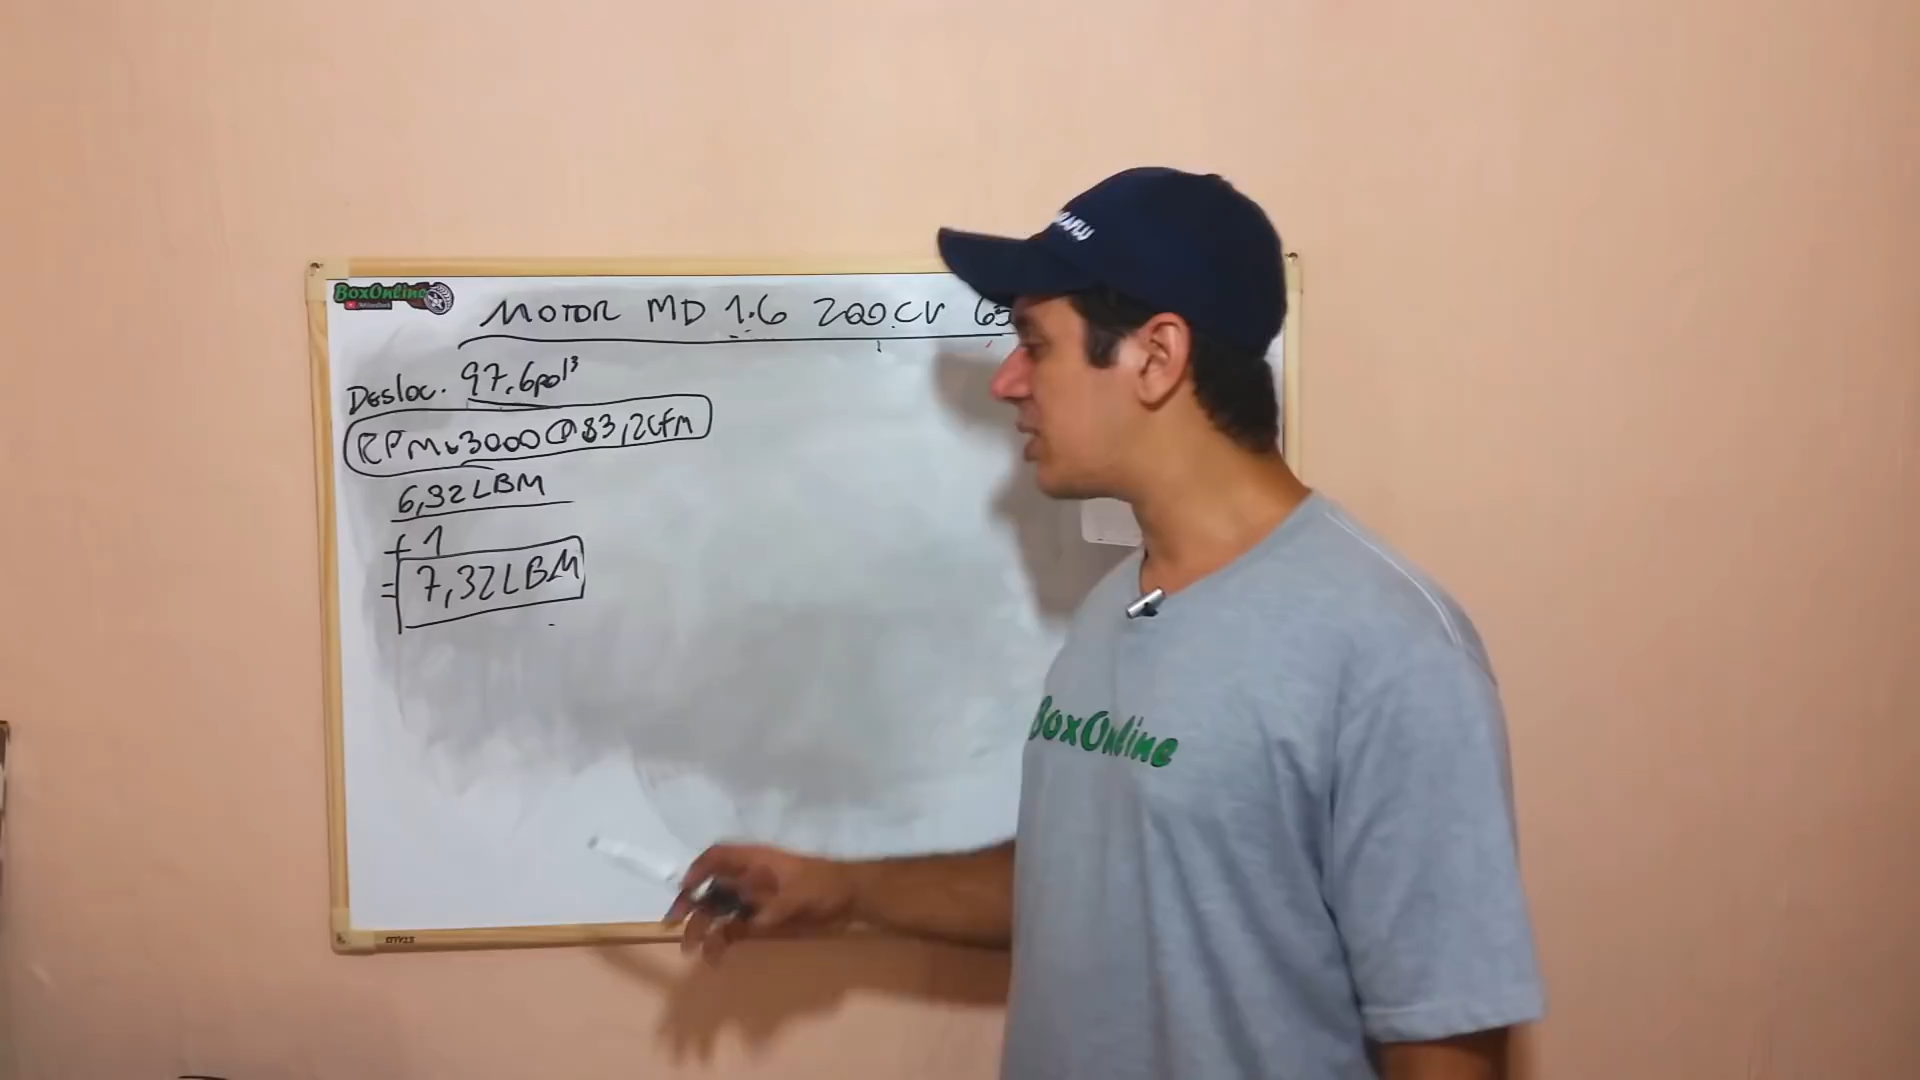 BoxOnline
MOTOR MD 1.6 200CV 65
Desloc. 97.6pol³
RPM 3000@83,2CFM
6,32LBM
+ 1
= 7,32LBM
BoxOnline